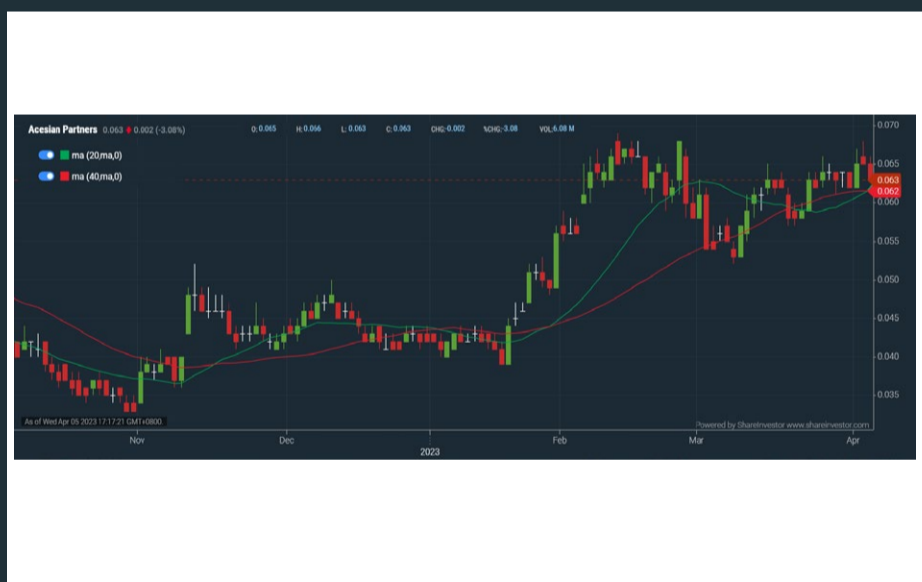 Acesian Partners 0.063 0.002 (-3.08%) O: 0.065 H: 0.066 L: 0.063 C: 0.063 CHG:-0.002 %CHG:-3.08 VOL:6.08 M
ma (20,ma,0)
ma (40,ma,0)
0.070
0.065
0.063
0.062
0.060
0.055
0.050
0.045
0.040
0.035
As of Wed Apr 05 2023 17:17:21 GMT+0800.
Powered by ShareInvestor www.shareinvestor.com
Nov Dec Feb Mar Apr
2023